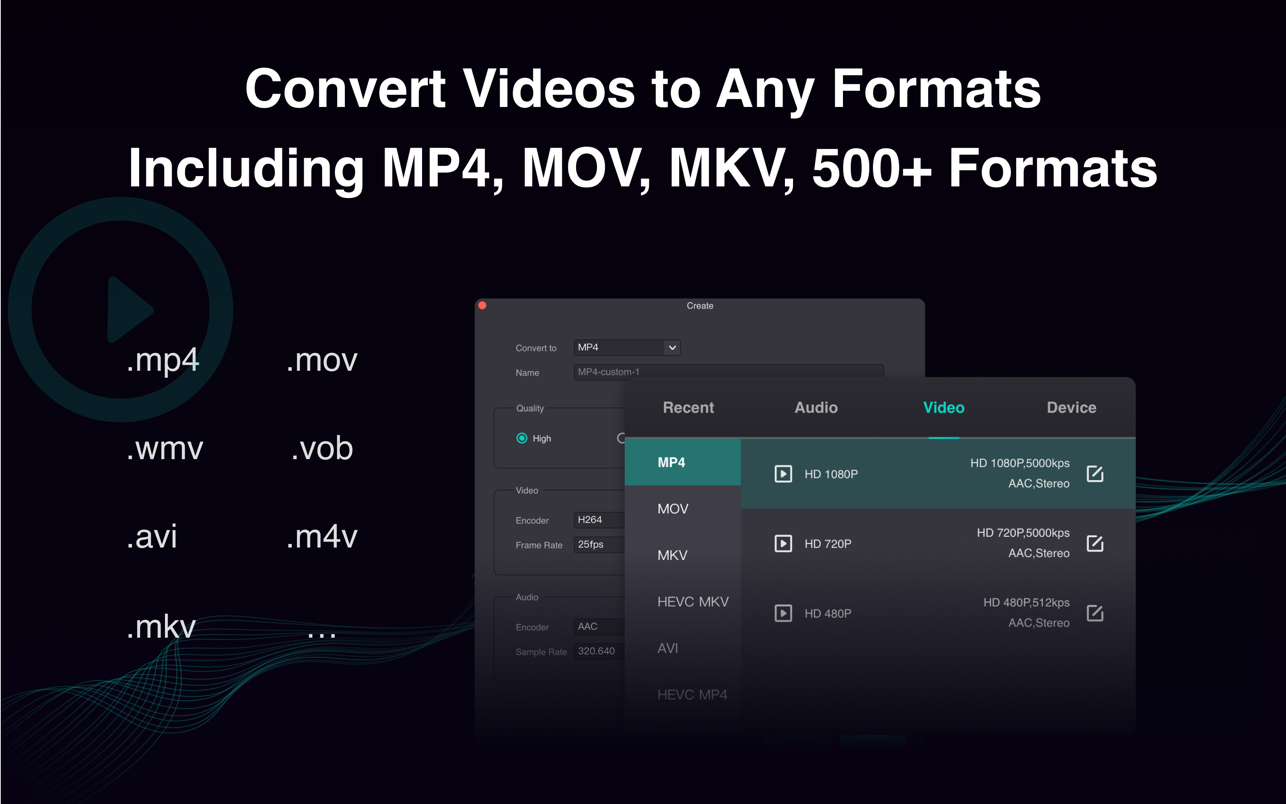 Convert Videos to Any Formats
Including MP4, MOV, MKV, 500+ Formats
.mp4 .mov
.wmv .vob
.avi .m4v
.mkv ...
Create
Convert to MP4
Name MP4-custom-1
Quality
High
Video
Encoder H264
Frame Rate 25fps
Audio
Encoder AAC
Sample Rate 320.640
Recent Audio Video Device
MP4
MOV
MKV
HEVC MKV
AVI
HEVC MP4
HD 1080P
HD 1080P,5000kps
AAC,Stereo
HD 720P
HD 720P,5000kps
AAC,Stereo
HD 480P
HD 480P,512kps
AAC,Stereo